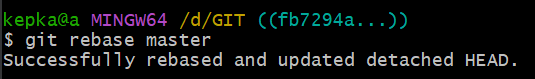 kepka@a MINGW64 /d/GIT ((fb7294a...))
$ git rebase master
Successfully rebased and updated detached HEAD.